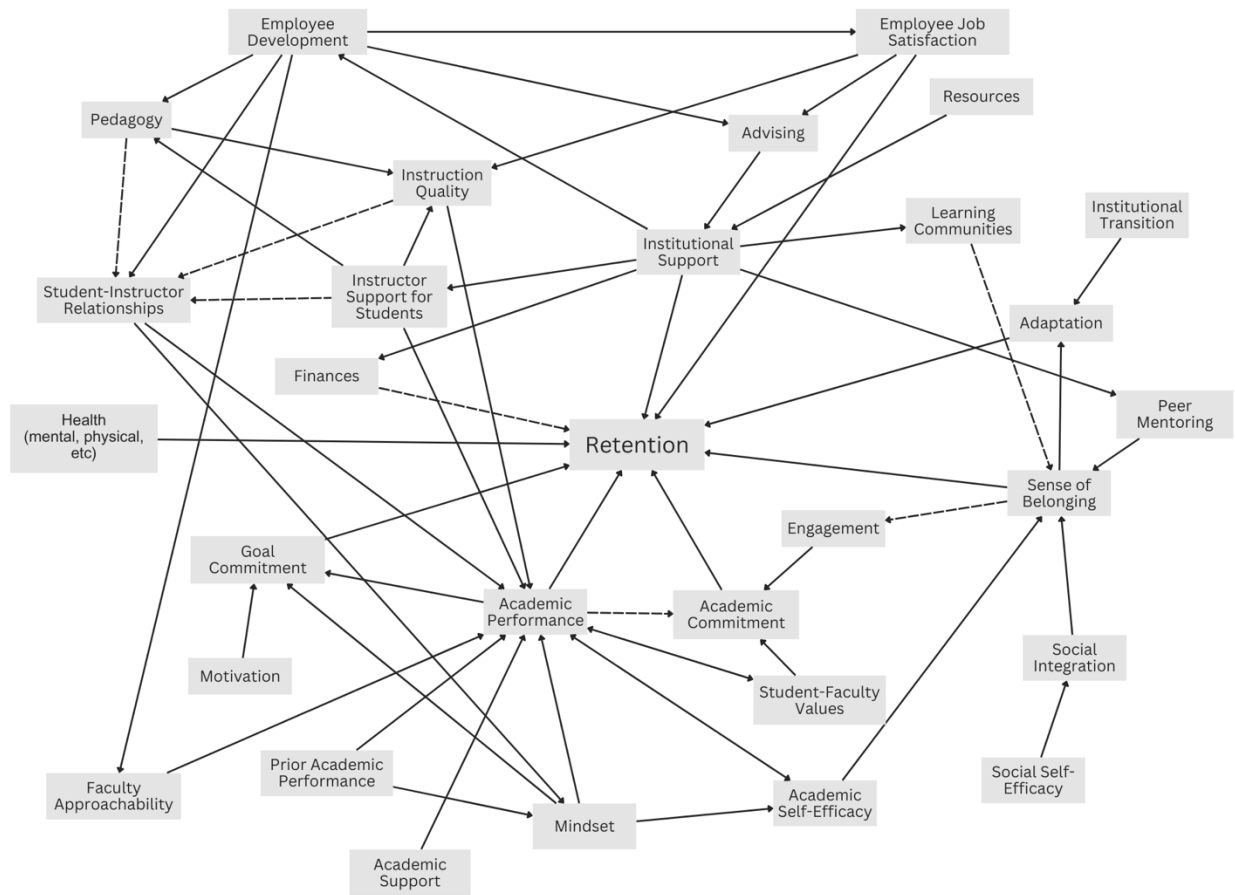 Employee
Development
Employee Job
Satisfaction
Resources
Pedagogy
Advising
Instruction
Quality
Learning
Communities
Institutional
Transition
Institutional
Support
Student-Instructor
Relationships
Instructor
Support for
Students
Adaptation
Finances
Health
(mental, physical,
etc)
Retention
Peer
Mentoring
Sense of
Belonging
Engagement
Goal
Commitment
Academic
Performance
Academic
Commitment
Social
Integration
Motivation
Student-Faculty
Values
Prior Academic
Performance
Social Self-
Efficacy
Faculty
Approachability
Academic
Self-Efficacy
Mindset
Academic
Support